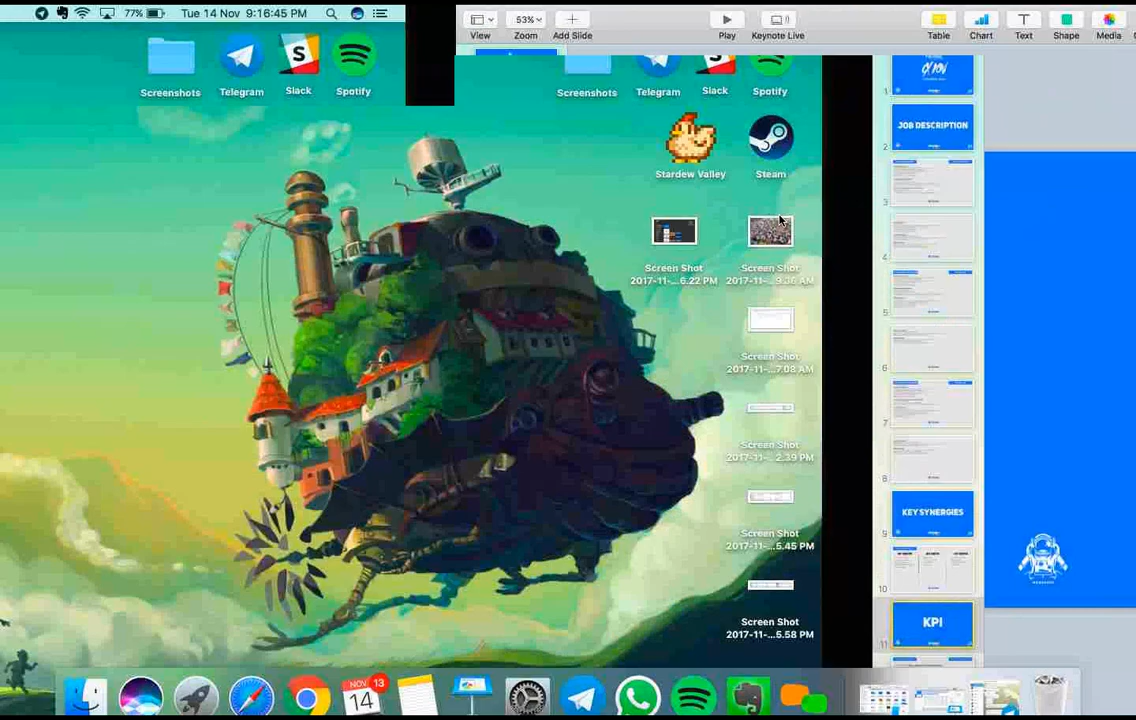 77% Tue 14 Nov 9:16:45 PM
53%
View Zoom Add Slide Play Keynote Live Table Chart Text Shape Media
Screenshots Telegram Slack Spotify
Screenshots Telegram Slack Spotify
Stardew Valley Steam
Screen Shot
2017-11-...6.22 PM
Screen Shot
2017-11-...9.36 AM
Screen Shot
2017-11-...7.08 AM
Screen Shot
2017-11-...2.39 PM
Screen Shot
2017-11-...5.45 PM
Screen Shot
2017-11-...5.58 PM
1
JOB DESCRIPTION
2
3
4
5
6
7
8
KEY SYNERGIES
9
10
KPI
11
NOV
14
13